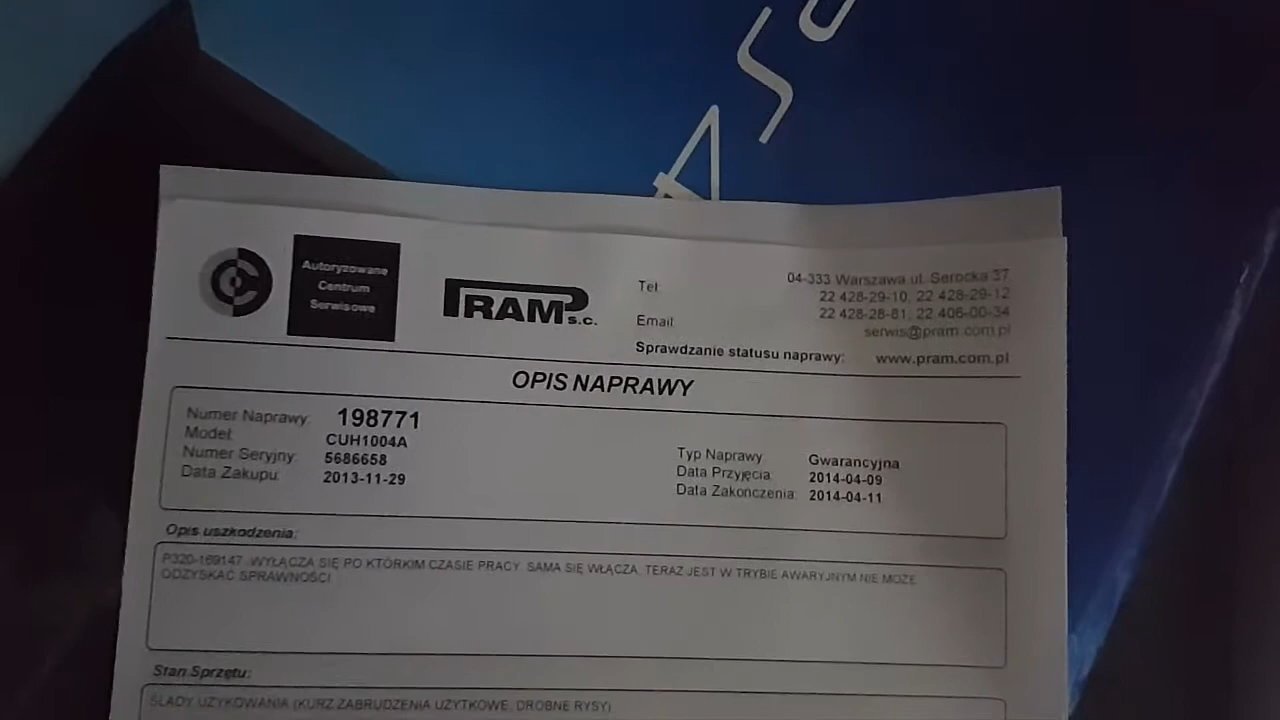 Autoryzowane
Centrum
Serwisowe
PRAM s.c.
Tel:
Email:
04-333 Warszawa ul. Serocka 37
22 428-29-10, 22 428-29-12
22 428-28-81, 22 406-00-34
serwis@pram.com.pl
Sprawdzanie statusu naprawy: www.pram.com.pl
OPIS NAPRAWY
Numer Naprawy: 198771
Model: CUH1004A
Numer Seryjny: 5686658
Data Zakupu: 2013-11-29
Typ Naprawy: Gwarancyjna
Data Przyjęcia: 2014-04-09
Data Zakończenia: 2014-04-11
Opis uszkodzenia:
P320-169147 WYŁĄCZA SIĘ PO KTÓRKIM CZASIE PRACY. SAMA SIĘ WŁĄCZA, TERAZ JEST W TRYBIE AWARYJNYM NIE MOŻE
ODZYSKAĆ SPRAWNOŚCI
Stan Sprzętu:
ŚLADY UŻYKOWANIA (KURZ ZABRUDZENIA UŻYTKOWE, DROBNE RYSY)